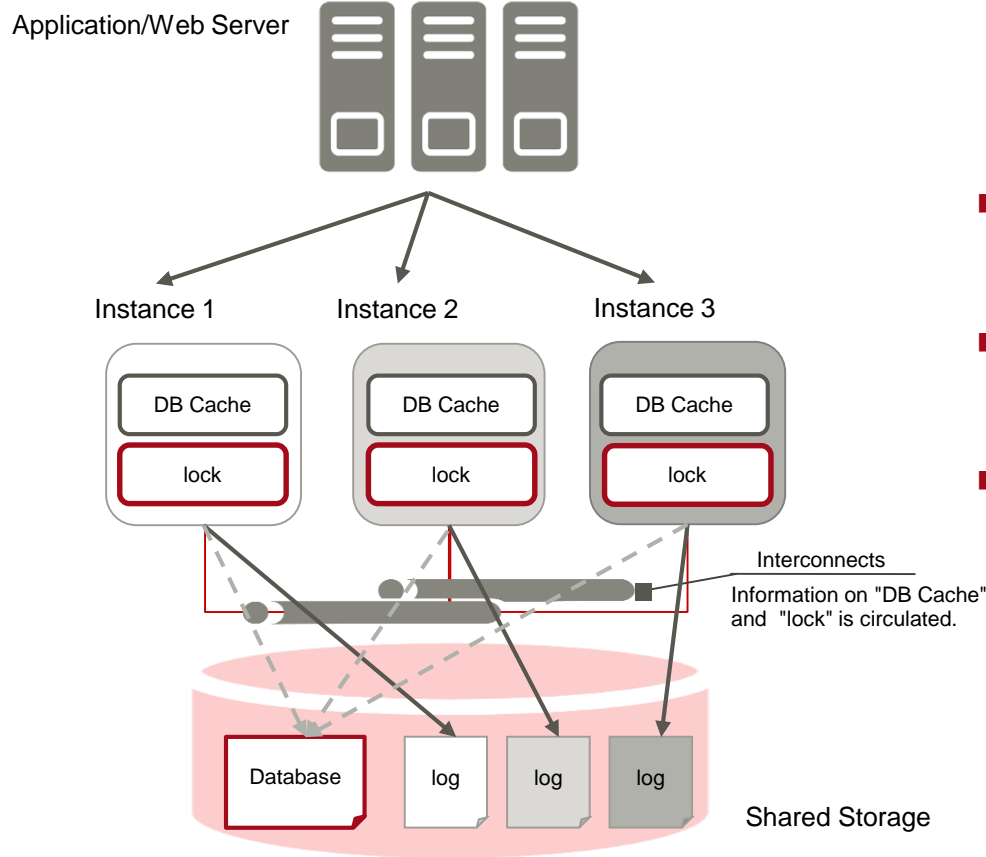 Application/Web Server
Instance 1
Instance 2
Instance 3
DB Cache
DB Cache
DB Cache
lock
lock
lock
Interconnects
Information on "DB Cache"
and "lock" is circulated.
Database
log
log
log
Shared Storage